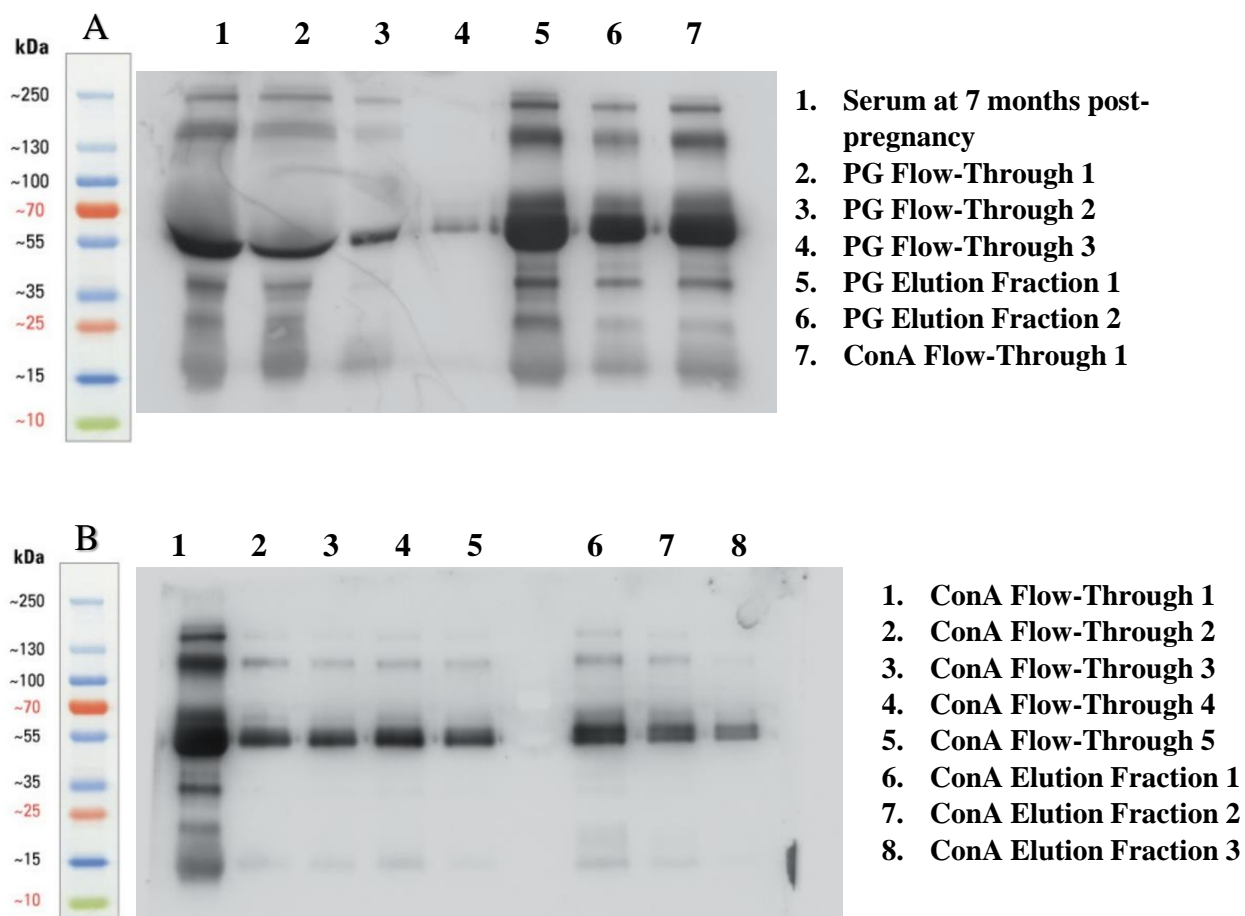 A
kDa
1 2 3 4 5 6 7
~250
~130
~100
~70
~55
~35
~25
~15
~10
1. Serum at 7 months post-
pregnancy
2. PG Flow-Through 1
3. PG Flow-Through 2
4. PG Flow-Through 3
5. PG Elution Fraction 1
6. PG Elution Fraction 2
7. ConA Flow-Through 1
B
kDa
1 2 3 4 5 6 7 8
~250
~130
~100
~70
~55
~35
~25
~15
~10
1. ConA Flow-Through 1
2. ConA Flow-Through 2
3. ConA Flow-Through 3
4. ConA Flow-Through 4
5. ConA Flow-Through 5
6. ConA Elution Fraction 1
7. ConA Elution Fraction 2
8. ConA Elution Fraction 3